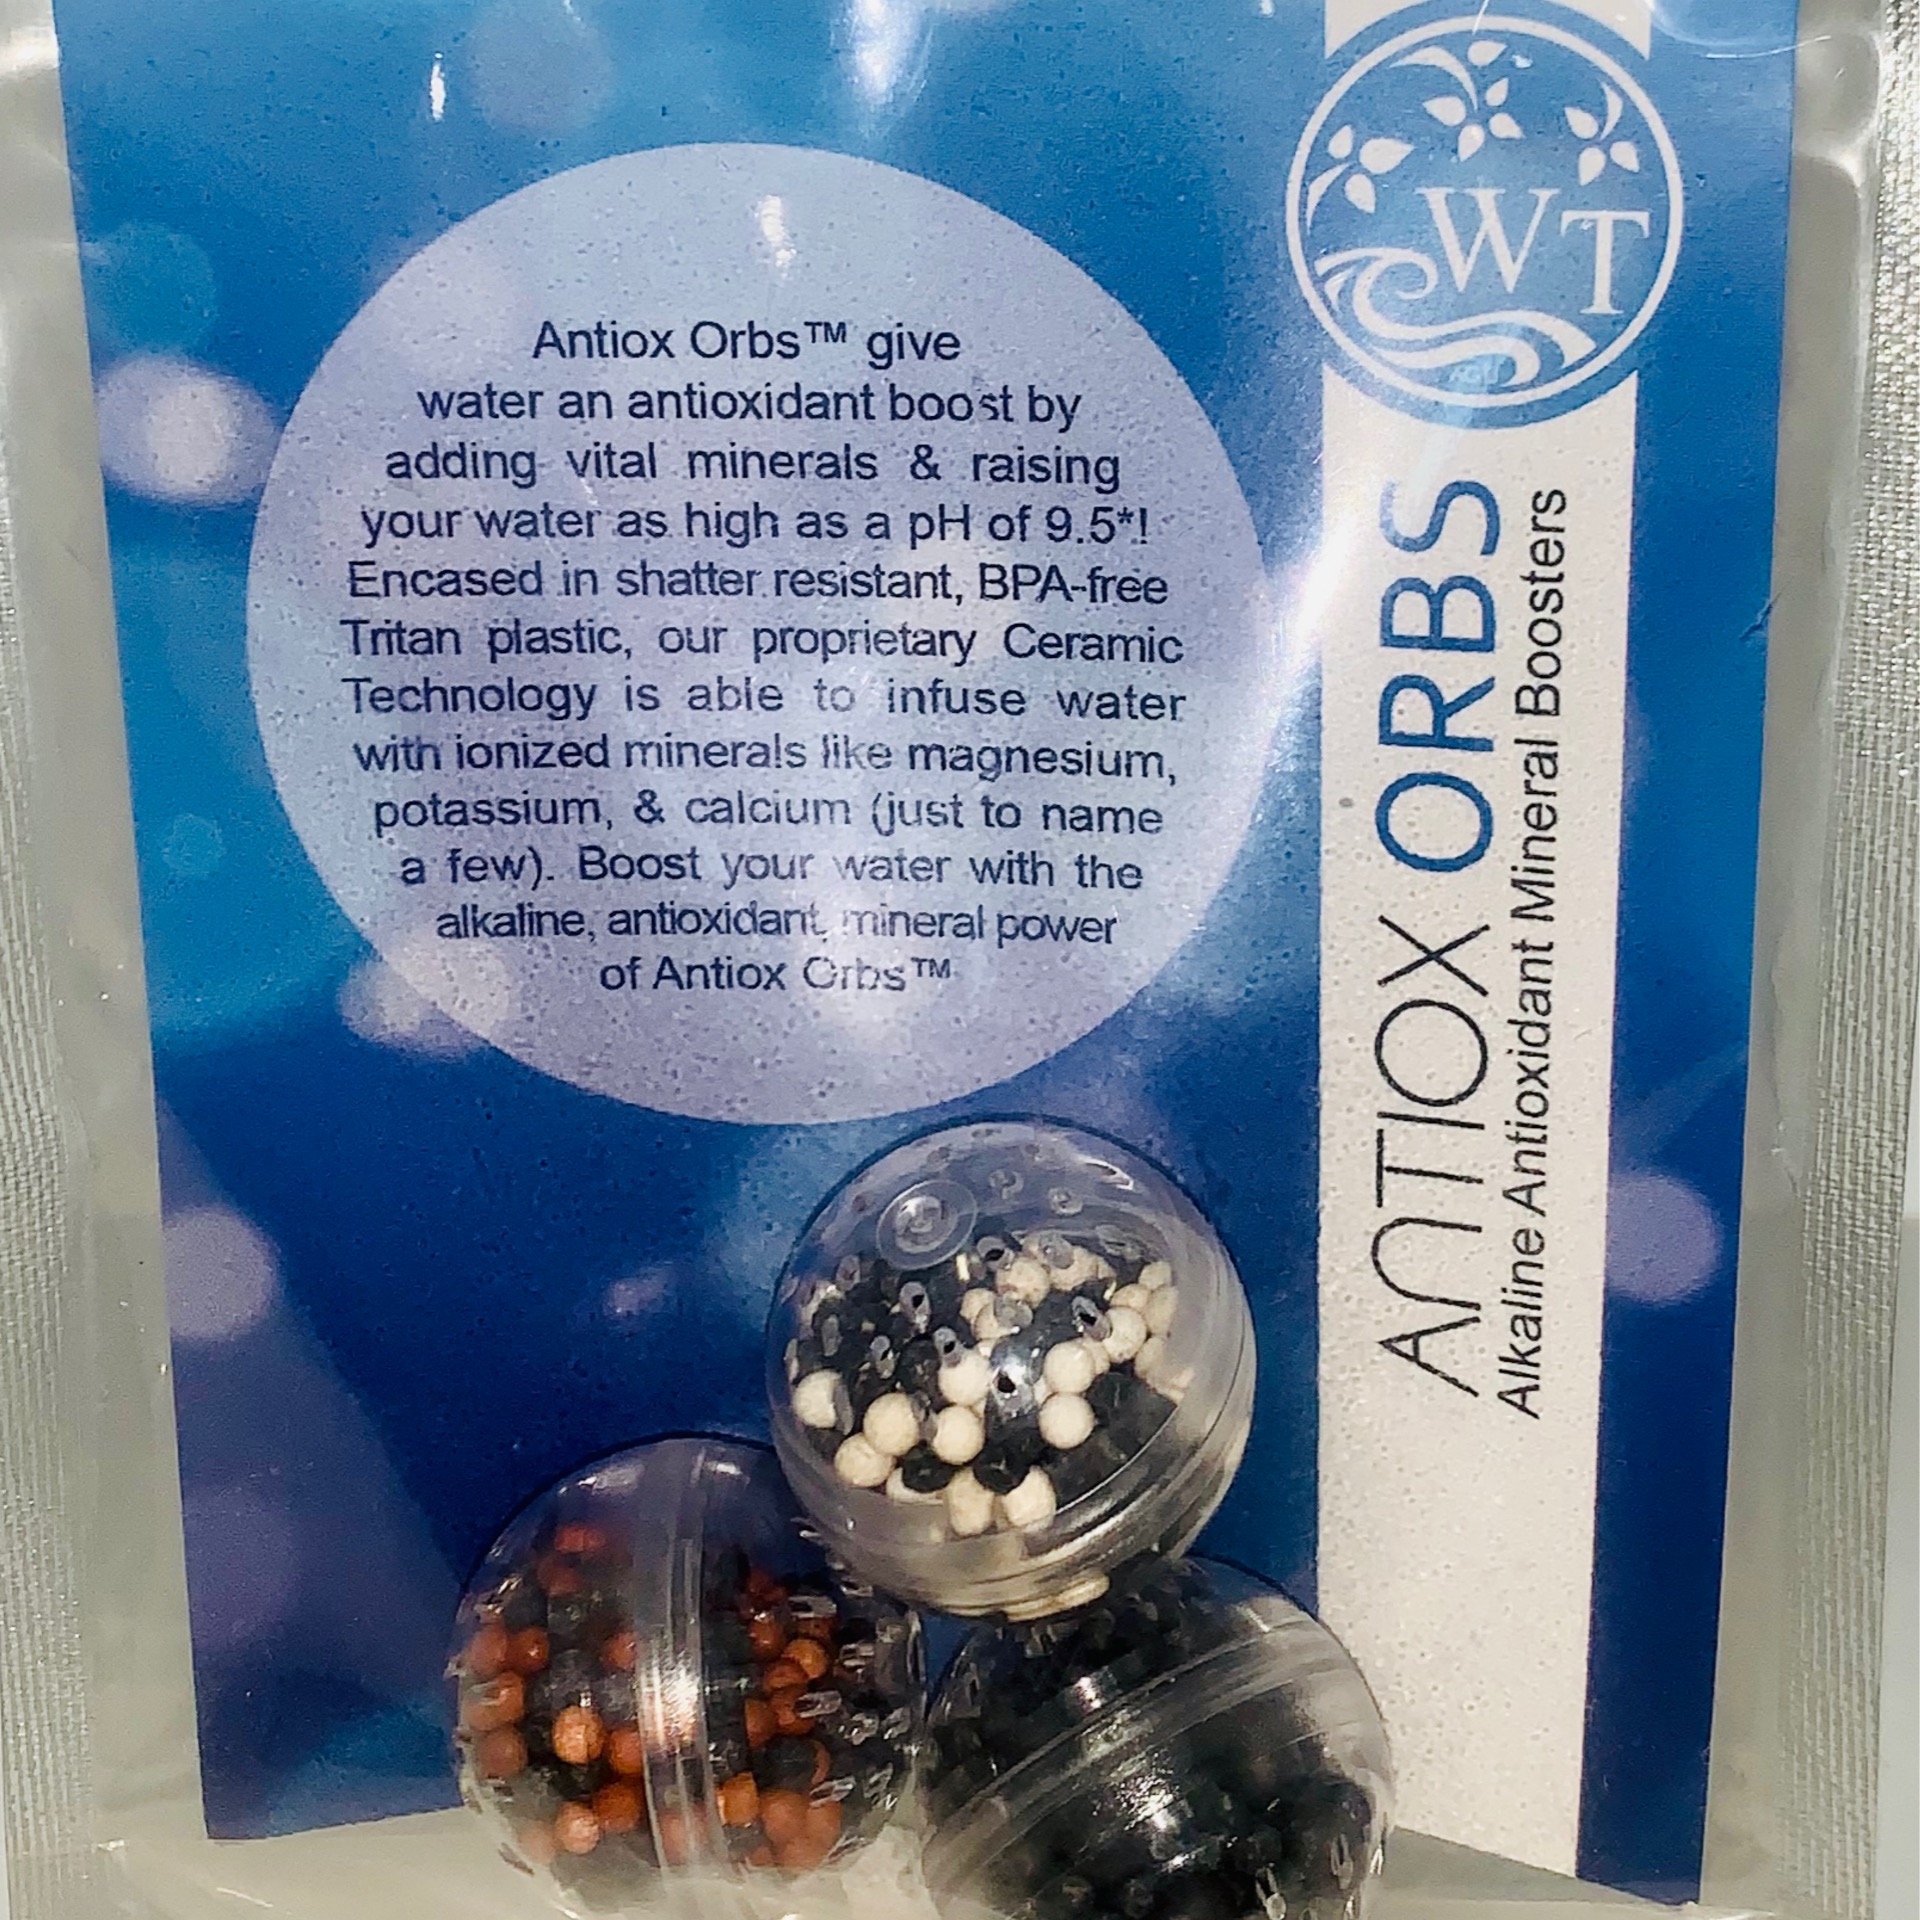 Antiox Orbs™ give
water an antioxidant boost by
adding vital minerals & raising
your water as high as a pH of 9.5*!
Encased in shatter resistant, BPA-free
Tritan plastic, our proprietary Ceramic
Technology is able to infuse water
with ionized minerals like magnesium,
potassium, & calcium (just to name
a few). Boost your water with the
alkaline, antioxidant, mineral power
of Antiox Orbs™
WT
ANTIOX ORBS
Alkaline Antioxidant Mineral Boosters